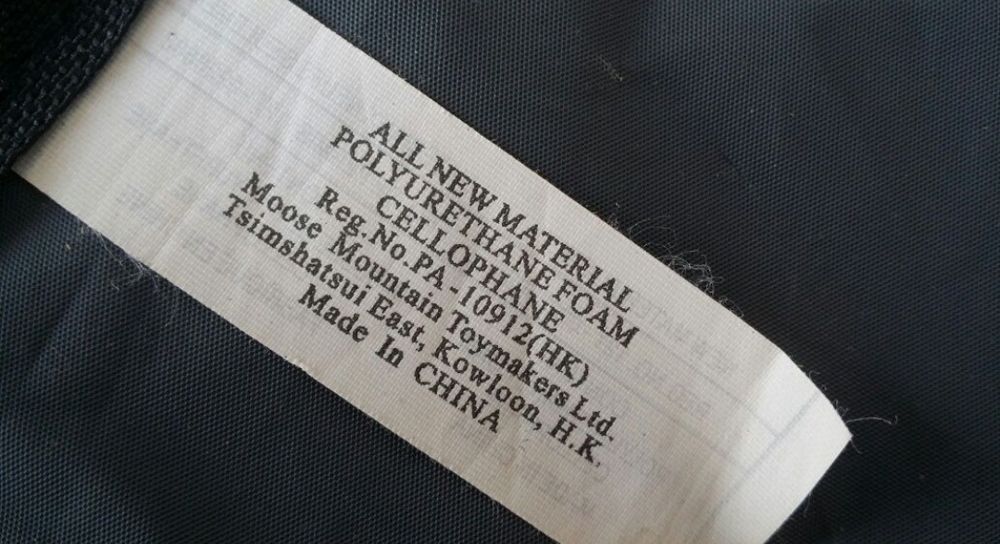 ALL NEW MATERIAL
POLYURETHANE FOAM
CELLOPHANE
Reg.No.PA-10912(HK)
Moose Mountain Toymakers Ltd.
Tsimshatsui East, Kowloon, H.K.
Made In CHINA